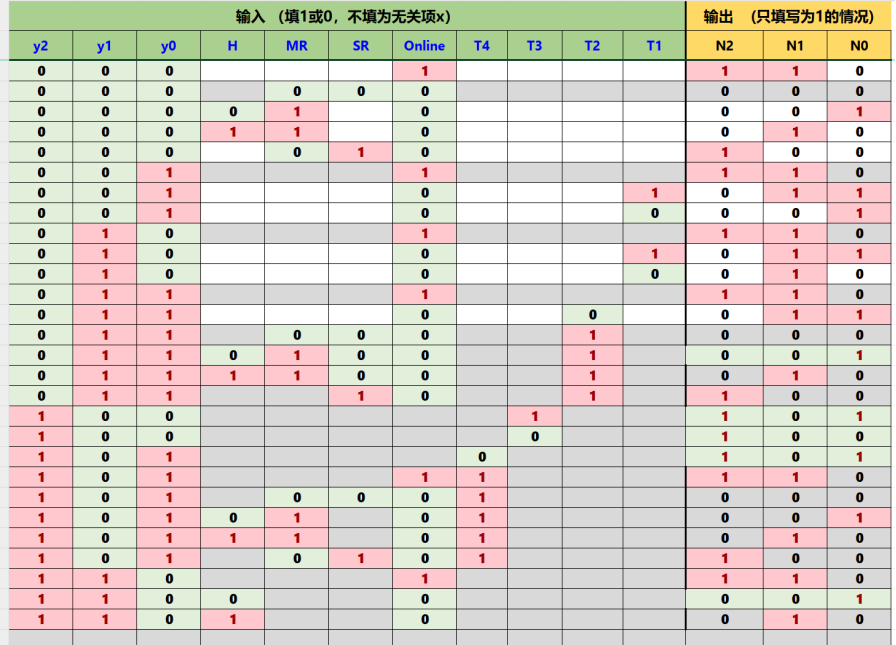 输入 （填1或0，不填为无关项x） 输出 （只填写为1的情况)
y2 y1 y0 H MR SR Online T4 T3 T2 T1 N2 N1 N0
0 0 0 1 1 1 0
0 0 0 0 0 0 0 0 0
0 0 0 0 1 0 0 0 1
0 0 0 1 1 0 0 1 0
0 0 0 0 1 0 1 0 0
0 0 1 1 1 1 0
0 0 1 0 1 0 1 1
0 0 1 0 0 0 0 1
0 1 0 1 1 1 0
0 1 0 0 1 0 1 1
0 1 0 0 0 0 1 0
0 1 1 1 1 1 0
0 1 1 0 0 0 1 1
0 1 1 0 0 0 1 0 0 0
0 1 1 0 1 0 0 1 0 0 1
0 1 1 1 1 0 0 1 0 1 0
0 1 1 1 0 1 1 0 0
1 0 0 1 1 0 1
1 0 0 0 1 0 0
1 0 1 0 1 0 1
1 0 1 1 1 1 1 0
1 0 1 0 0 0 1 0 0 0
1 0 1 0 1 0 1 0 0 1
1 0 1 1 1 0 1 0 1 0
1 0 1 0 1 0 1 1 0 0
1 1 0 1 1 1 0
1 1 0 0 0 0 0 1
1 1 0 1 0 0 1 0